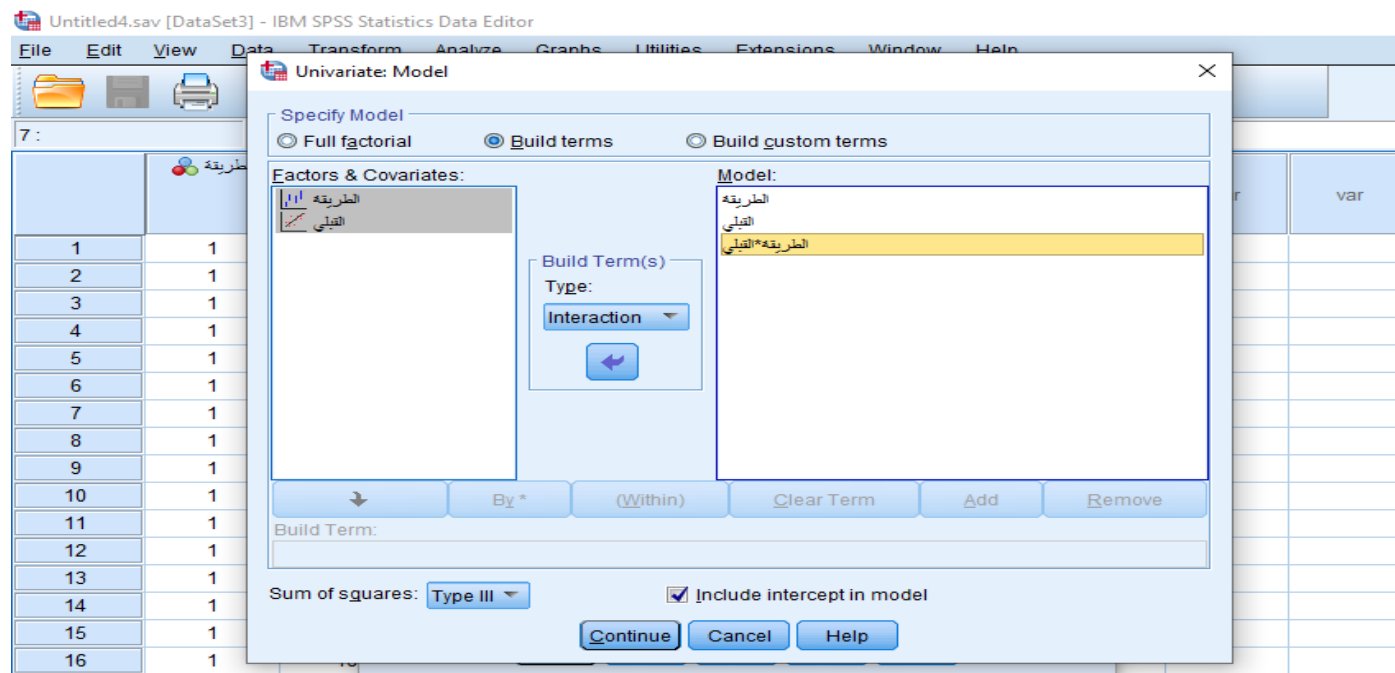 Untitled4.sav [DataSet3] - IBM SPSS Statistics Data Editor
File Edit View Data Transform Analyze Graphs Utilities Extensions Window Help
Univariate: Model
7 :
Specify Model
Full factorial Build terms Build custom terms
Factors & Covariates: Model:
الطريقه الطريقه
القبلي القبلي
الطريقه*القبلي
var
Build Term(s)
Type:
Interaction
By * (Within) Clear Term Add Remove
Build Term:
Sum of squares: Type III Include intercept in model
Continue Cancel Help
1 1
2 1
3 1
4 1
5 1
6 1
7 1
8 1
9 1
10 1
11 1
12 1
13 1
14 1
15 1
16 1